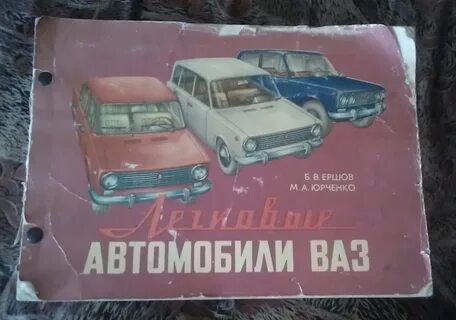 Б. В. ЕРШОВ
М. А. ЮРЧЕНКО
Легковые
АВТОМОБИЛИ ВАЗ